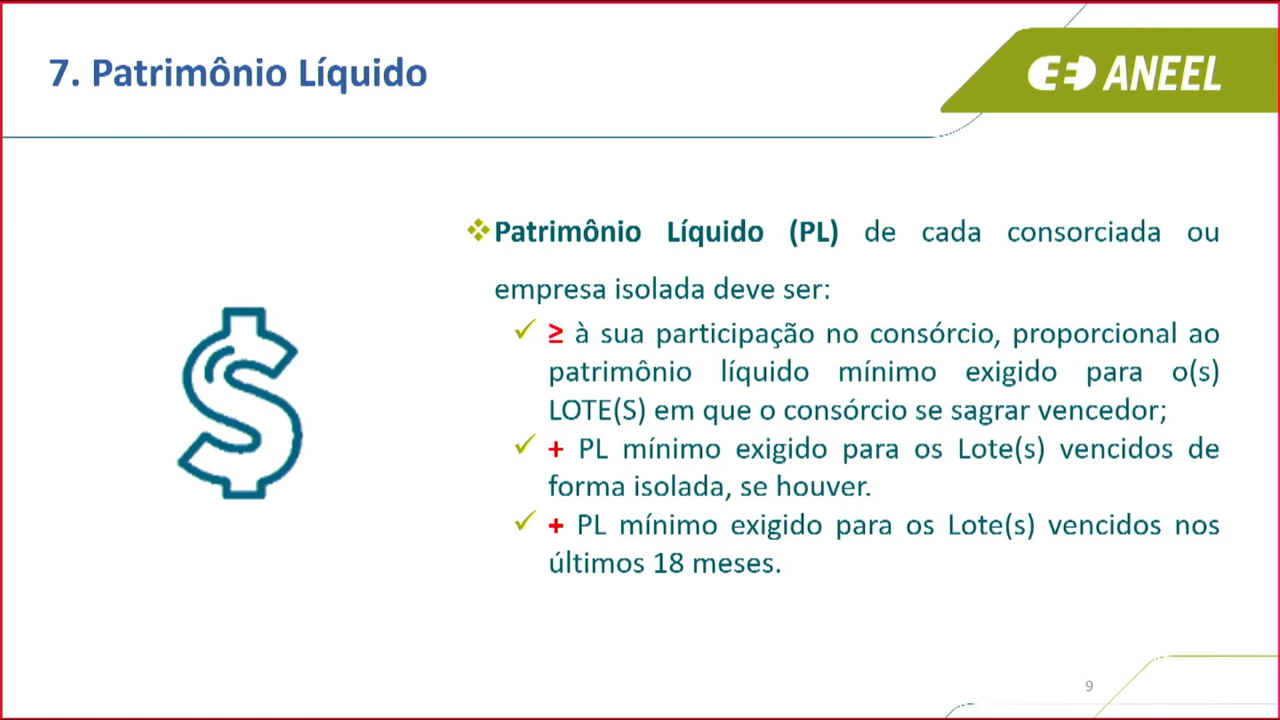 7. Patrimônio Líquido
ANEEL
Patrimônio Líquido (PL) de cada consorciada ou
empresa isolada deve ser:
≥ à sua participação no consórcio, proporcional ao
patrimônio líquido mínimo exigido para o(s)
LOTE(S) em que o consórcio se sagrar vencedor;
+ PL mínimo exigido para os Lote(s) vencidos de
forma isolada, se houver.
+ PL mínimo exigido para os Lote(s) vencidos nos
últimos 18 meses.
9